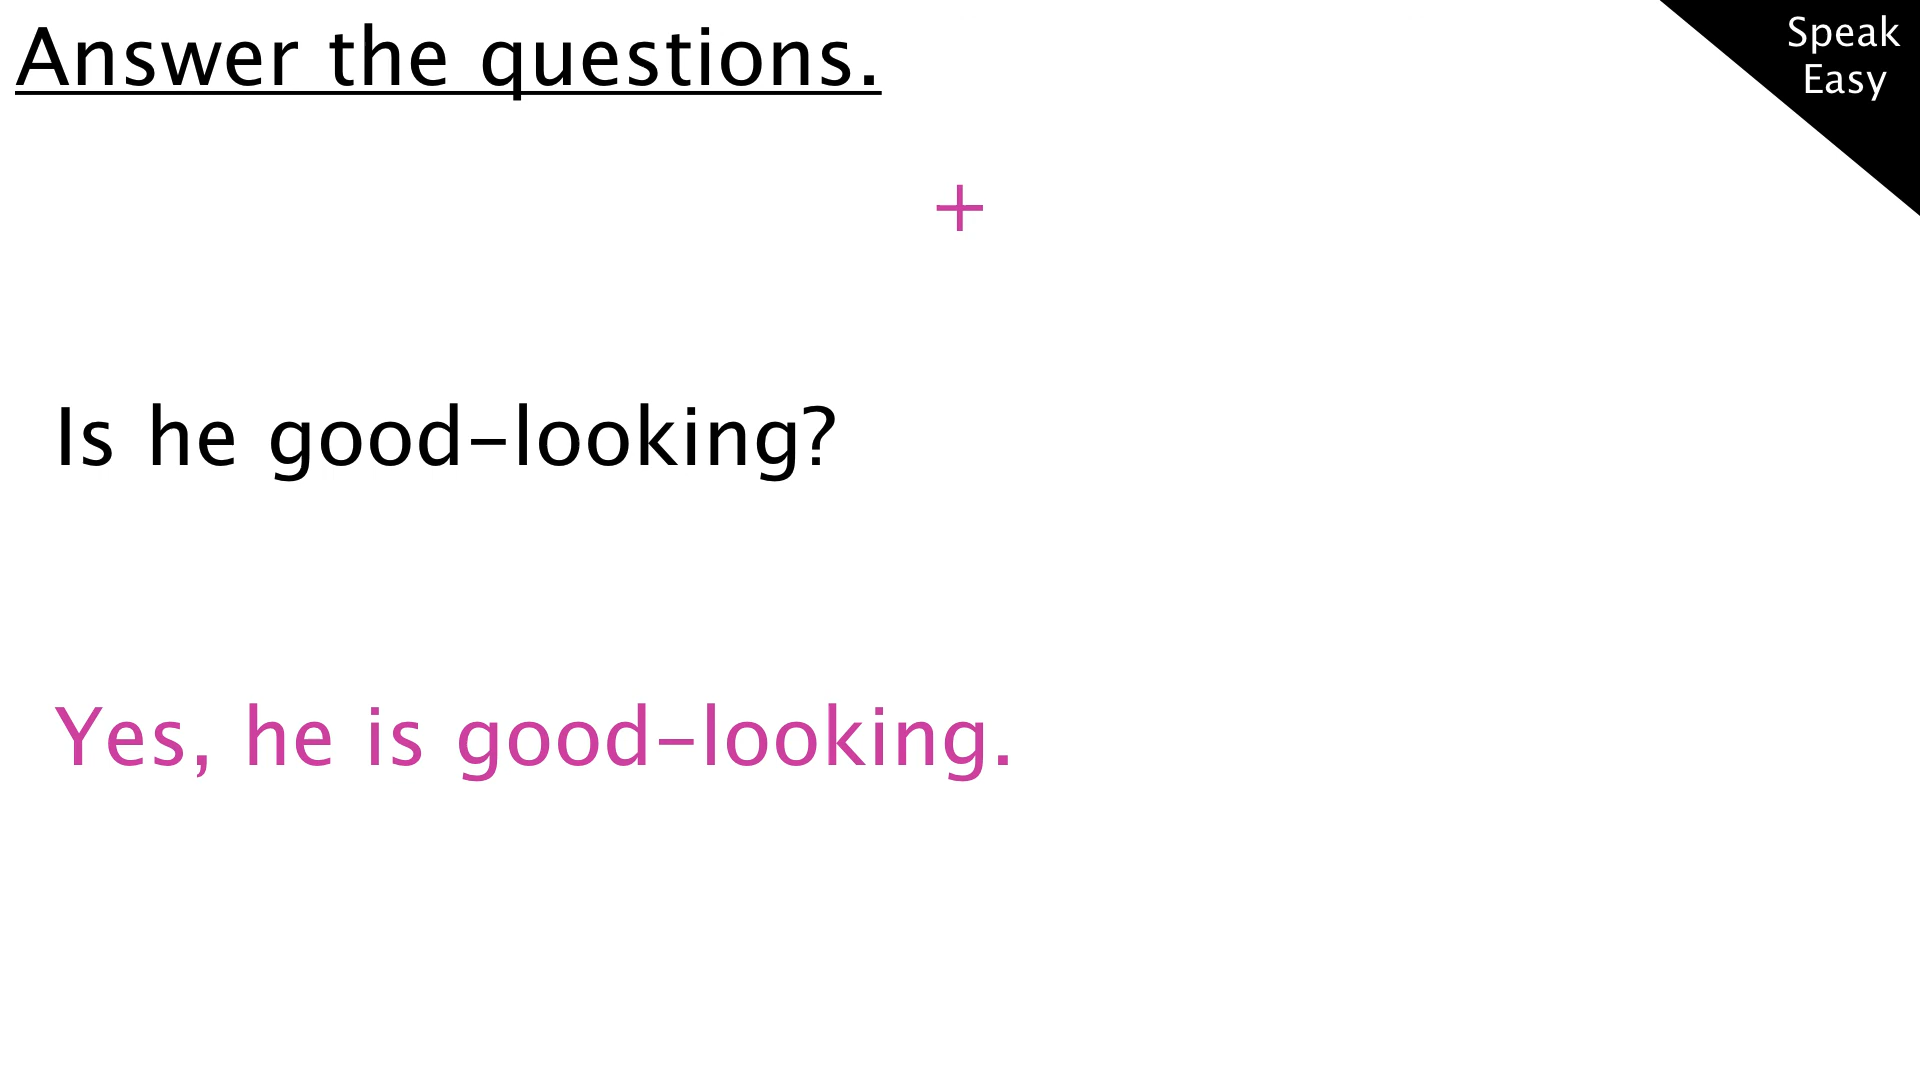 Answer the questions.
Speak
Easy
+
Is he good-looking?
Yes, he is good-looking.